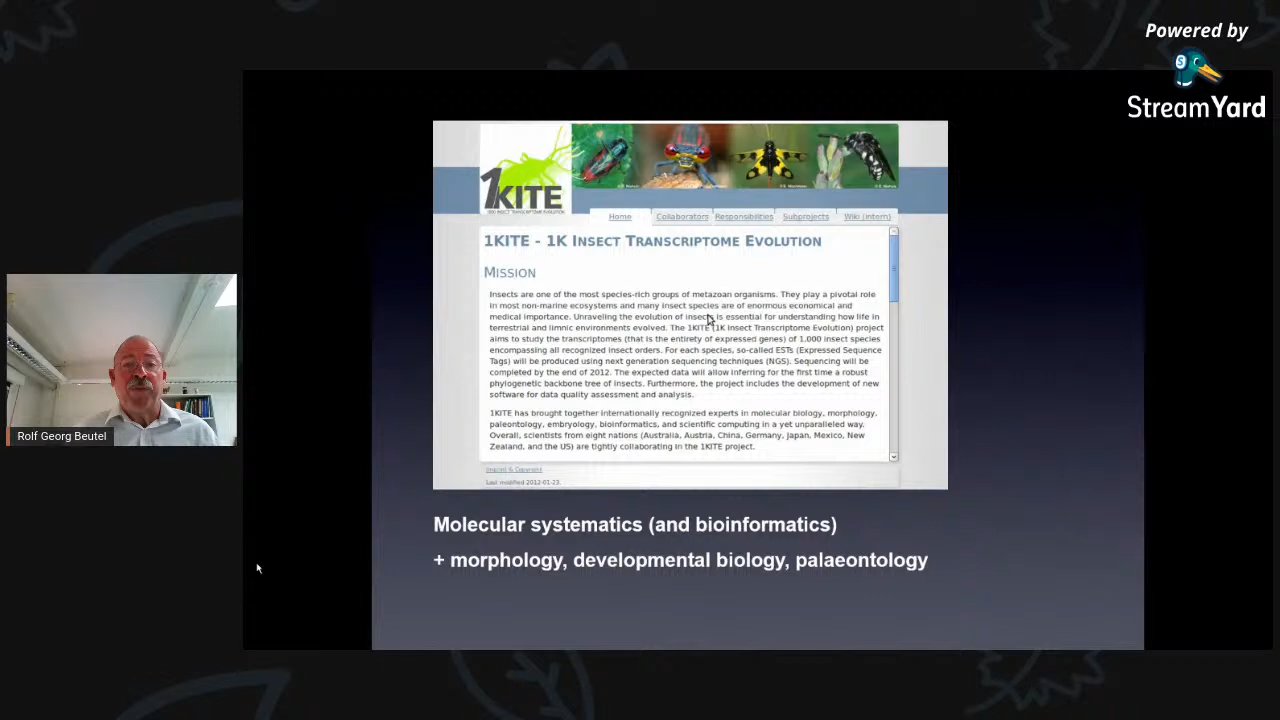 Powered by
StreamYard
1KITE
Home Collaborators Responsibilities Subprojects Wiki (intern)
1KITE - 1K INSECT TRANSCRIPTOME EVOLUTION
MISSION
Insects are one of the most species-rich groups of metazoan organisms. They play a pivotal role
in most non-marine ecosystems and many insect species are of enormous economical and
medical importance. Unraveling the evolution of insects is essential for understanding how life in
terrestrial and limnic environments evolved. The 1KITE (1K Insect Transcriptome Evolution) project
aims to study the transcriptomes (that is the entirety of expressed genes) of 1,000 insect species
encompassing all recognized insect orders. For each species, so-called ESTs (Expressed Sequence
Tags) will be produced using next generation sequencing techniques (NGS). Sequencing will be
completed by the end of 2012. The expected data will allow inferring for the first time a robust
phylogenetic backbone tree of insects. Furthermore, the project includes the development of new
software for data quality assessment and analysis.
1KITE has brought together internationally recognized experts in molecular biology, morphology,
paleontology, embryology, bioinformatics, and scientific computing in a yet unparalleled way.
Overall, scientists from eight nations (Australia, Austria, China, Germany, Japan, Mexico, New
Zealand, and the US) are tightly collaborating in the 1KITE project.
Imprint & Copyright
Last modified 2012-01-23.
Rolf Georg Beutel
Molecular systematics (and bioinformatics)
+ morphology, developmental biology, palaeontology